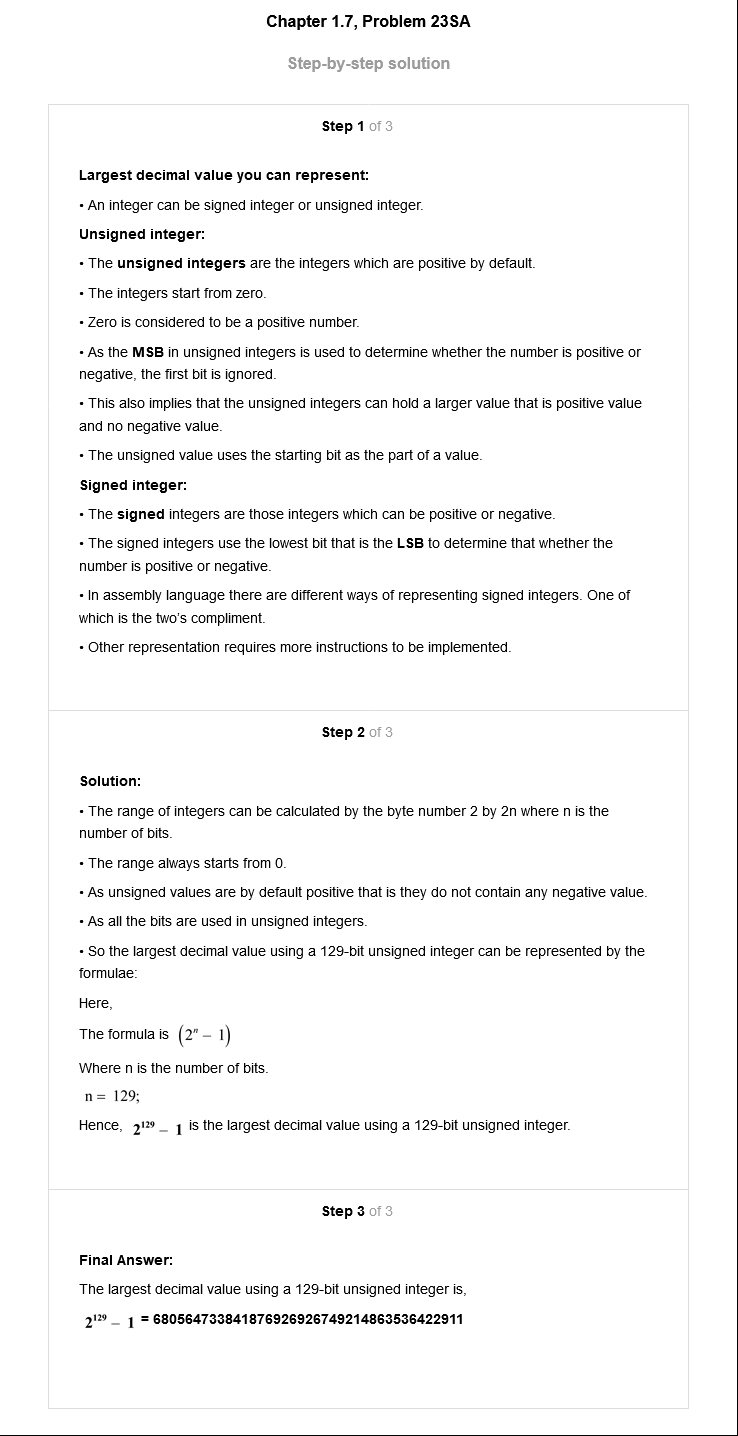 Chapter 1.7, Problem 23SA
Step-by-step solution
Step 1 of 3
Largest decimal value you can represent:
• An integer can be signed integer or unsigned integer.
Unsigned integer:
• The unsigned integers are the integers which are positive by default.
• The integers start from zero.
• Zero is considered to be a positive number.
• As the MSB in unsigned integers is used to determine whether the number is positive or
negative, the first bit is ignored.
• This also implies that the unsigned integers can hold a larger value that is positive value
and no negative value.
• The unsigned value uses the starting bit as the part of a value.
Signed integer:
• The signed integers are those integers which can be positive or negative.
• The signed integers use the lowest bit that is the LSB to determine that whether the
number is positive or negative.
• In assembly language there are different ways of representing signed integers. One of
which is the two's compliment.
• Other representation requires more instructions to be implemented.
Step 2 of 3
Solution:
• The range of integers can be calculated by the byte number 2 by 2n where n is the
number of bits.
• The range always starts from 0.
• As unsigned values are by default positive that is they do not contain any negative value.
• As all the bits are used in unsigned integers.
• So the largest decimal value using a 129-bit unsigned integer can be represented by the
formulae:
Here,
The formula is (2ⁿ – 1)
Where n is the number of bits.
n = 129;
Hence, 2¹²⁹ – 1 is the largest decimal value using a 129-bit unsigned integer.
Step 3 of 3
Final Answer:
The largest decimal value using a 129-bit unsigned integer is,
2¹²⁹ – 1 = 680564733841876926926749214863536422911